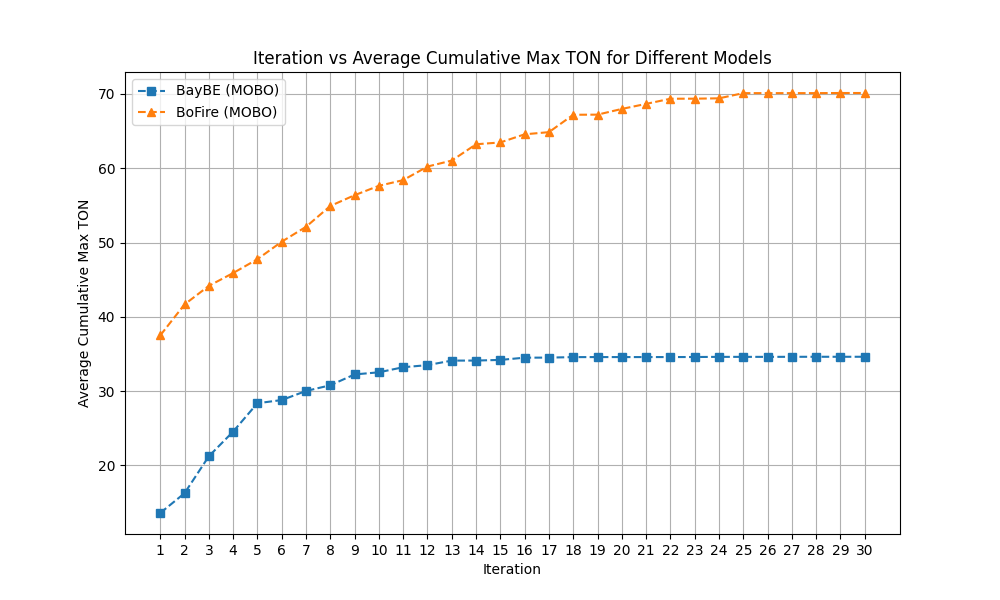 Iteration vs Average Cumulative Max TON for Different Models
BayBE (MOBO)
BoFire (MOBO)
Average Cumulative Max TON
70
60
50
40
30
20
1 2 3 4 5 6 7 8 9 10 11 12 13 14 15 16 17 18 19 20 21 22 23 24 25 26 27 28 29 30
Iteration